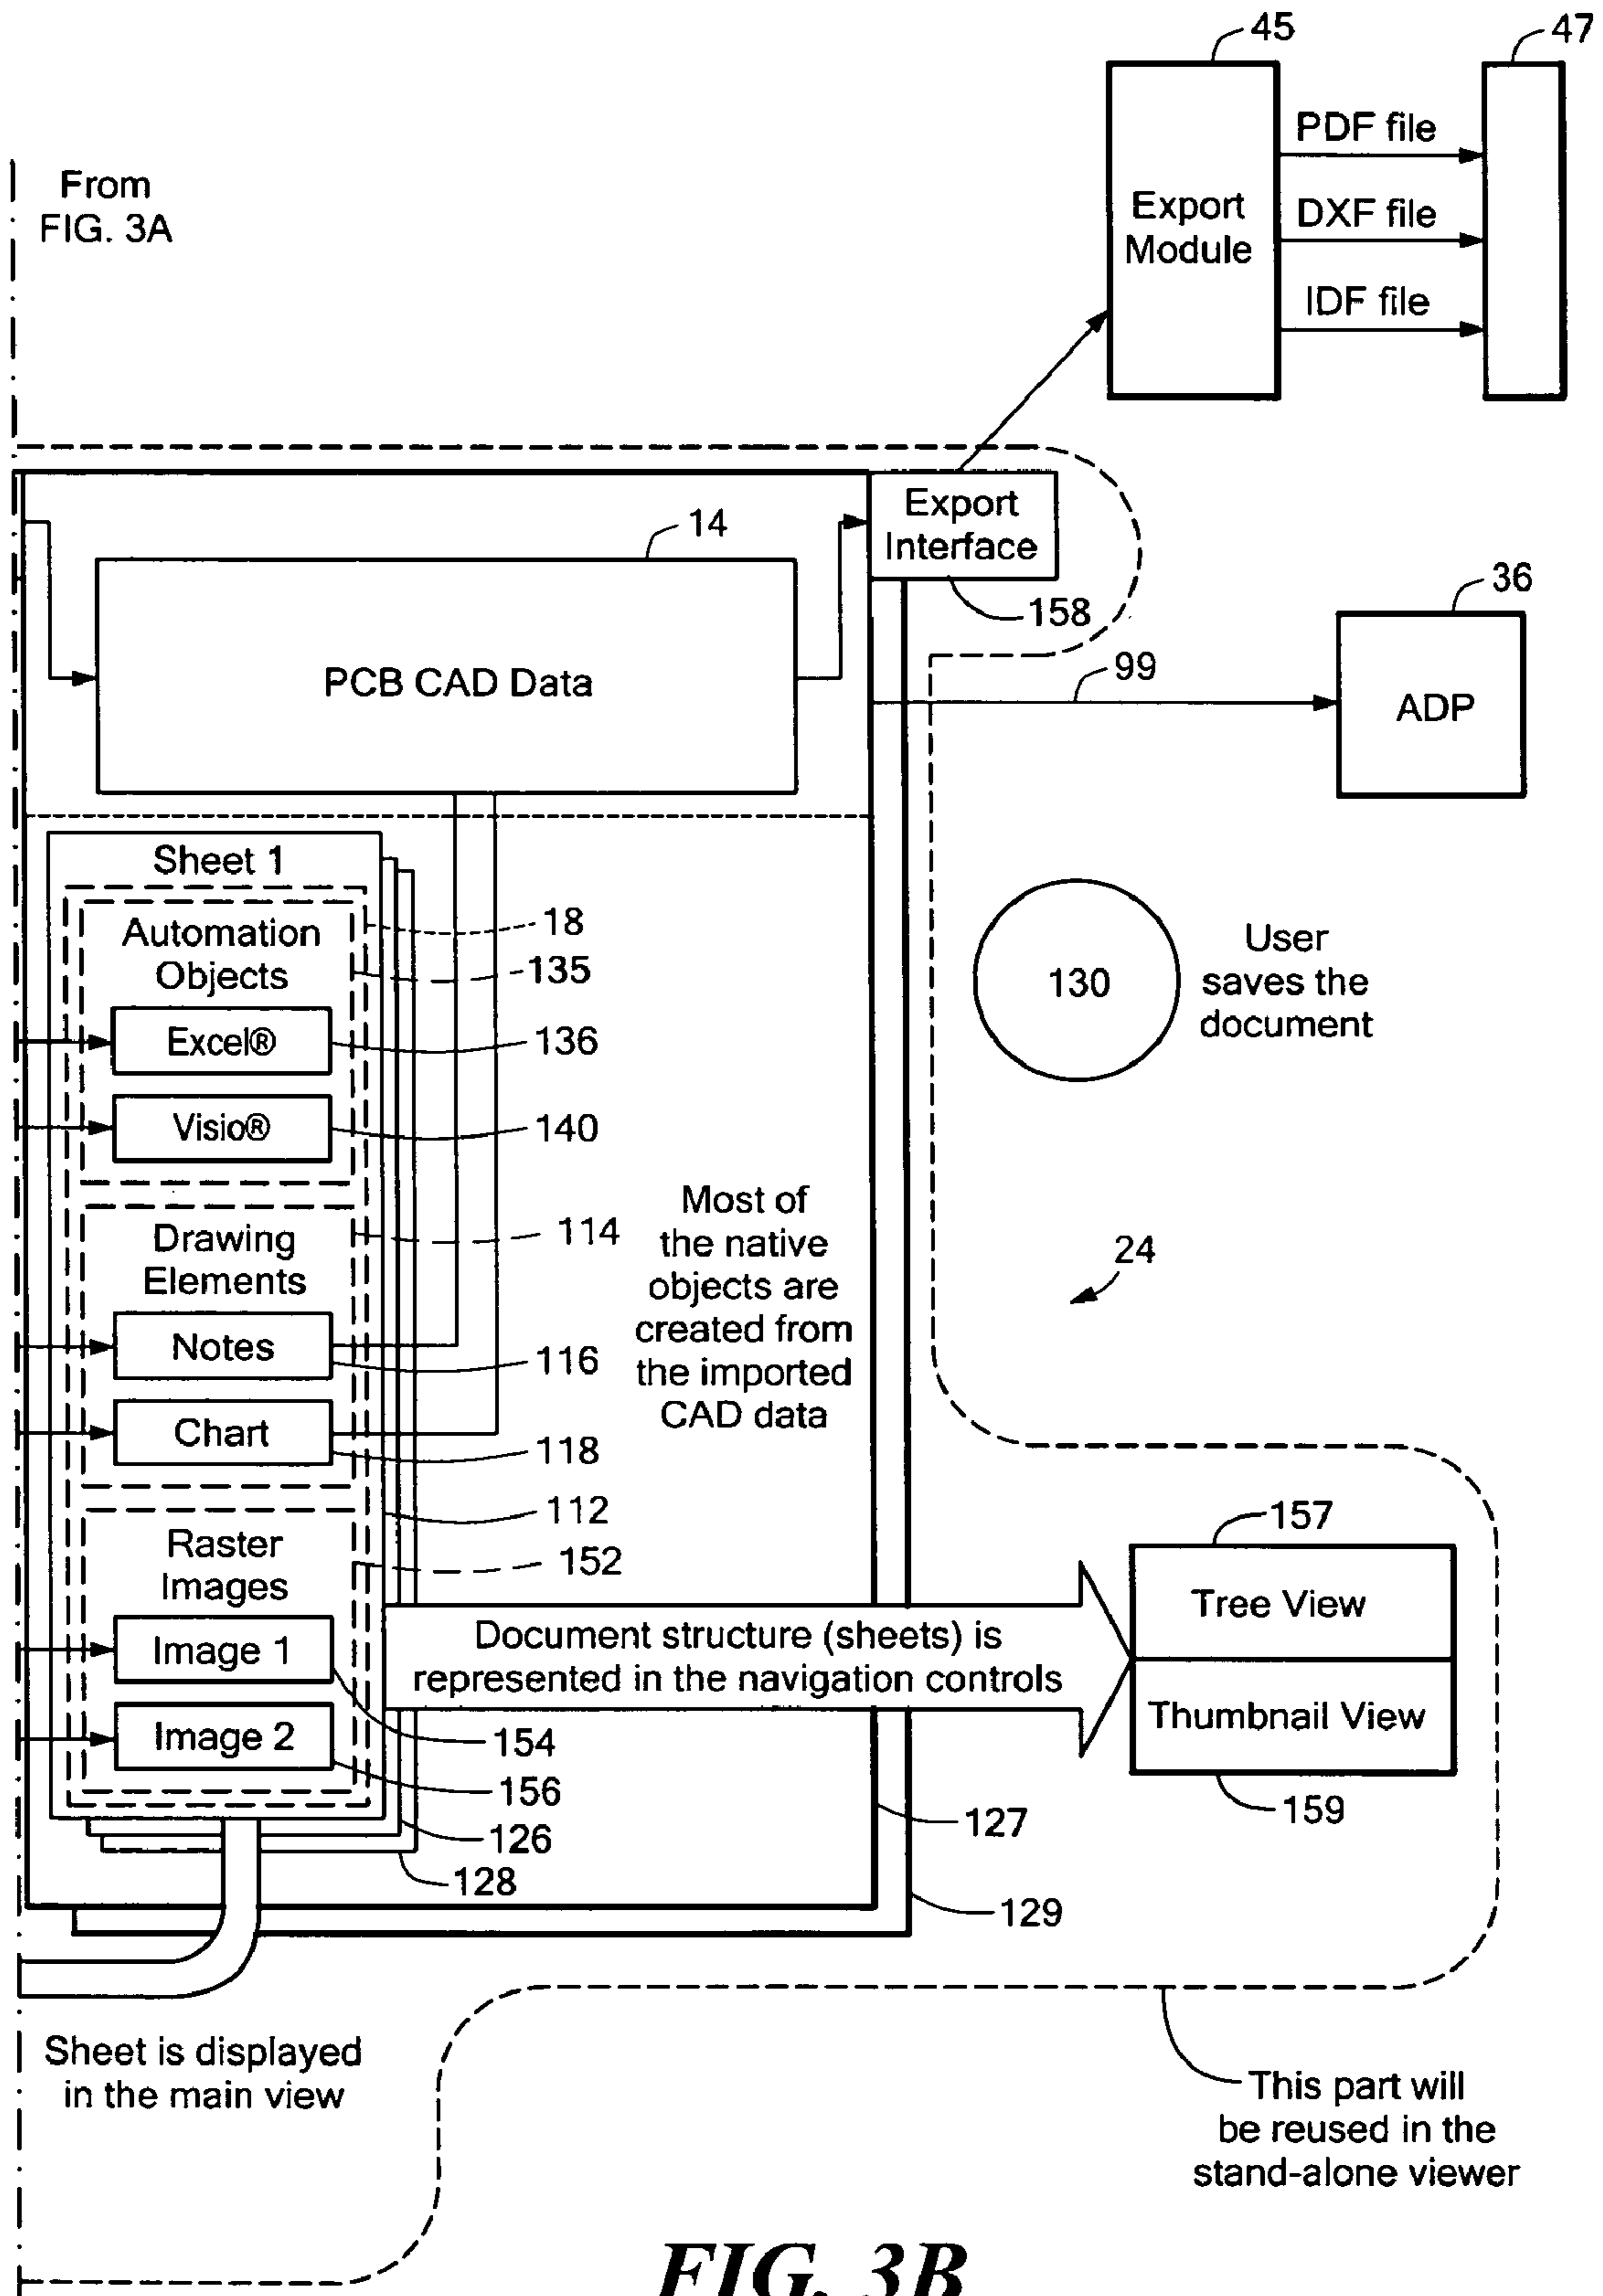 45
47
PDF file
From
FIG. 3A
Export
Module
DXF file
IDF file
Export
Interface
14
158
36
PCB CAD Data
99
ADP
Sheet 1
18
Automation
Objects
135
User
saves the
document
130
Excel®
136
Visio®
140
Most of
the native
objects are
created from
the imported
CAD data
Drawing
Elements
114
24
Notes
116
Chart
118
112
Raster
Images
152
157
Tree View
Image 1
Document structure (sheets) is
represented in the navigation controls
Thumbnail View
Image 2
154
156
159
126
127
128
129
Sheet is displayed
in the main view
This part will
be reused in the
stand-alone viewer
FIG. 3B